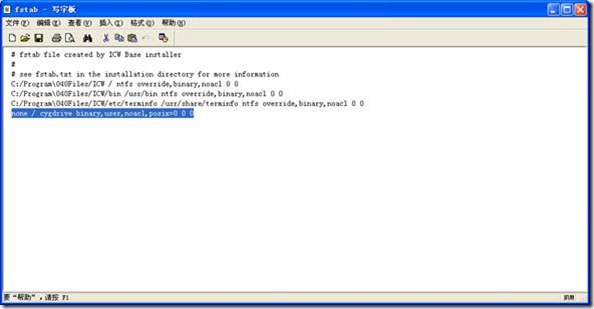 fstab - 写字板
文件(F) 编辑(E) 查看(V) 插入(I) 格式(O) 帮助(H)
# fstab file created by ICW Base installer
#
# see fstab.txt in the installation directory for more information
C:/Program\040Files/ICW / ntfs override,binary,noacl 0 0
C:/Program\040Files/ICW/bin /usr/bin ntfs override,binary,noacl 0 0
C:/Program\040Files/ICW/etc/terminfo /usr/share/terminfo ntfs override,binary,noacl 0 0
none / cygdrive binary,user,noacl,posix=0 0 0
要“帮助”,请按 F1